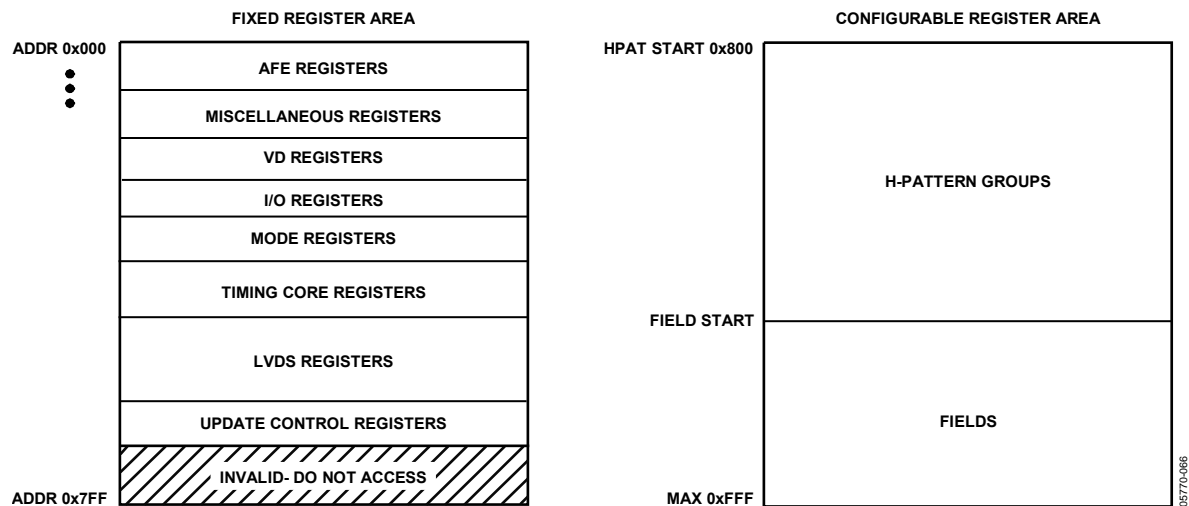 FIXED REGISTER AREA
ADDR 0x000
AFE REGISTERS
MISCELLANEOUS REGISTERS
VD REGISTERS
I/O REGISTERS
MODE REGISTERS
TIMING CORE REGISTERS
LVDS REGISTERS
UPDATE CONTROL REGISTERS
INVALID- DO NOT ACCESS
ADDR 0x7FF
CONFIGURABLE REGISTER AREA
HPAT START 0x800
H-PATTERN GROUPS
FIELD START
FIELDS
MAX 0xFFF
05770-066